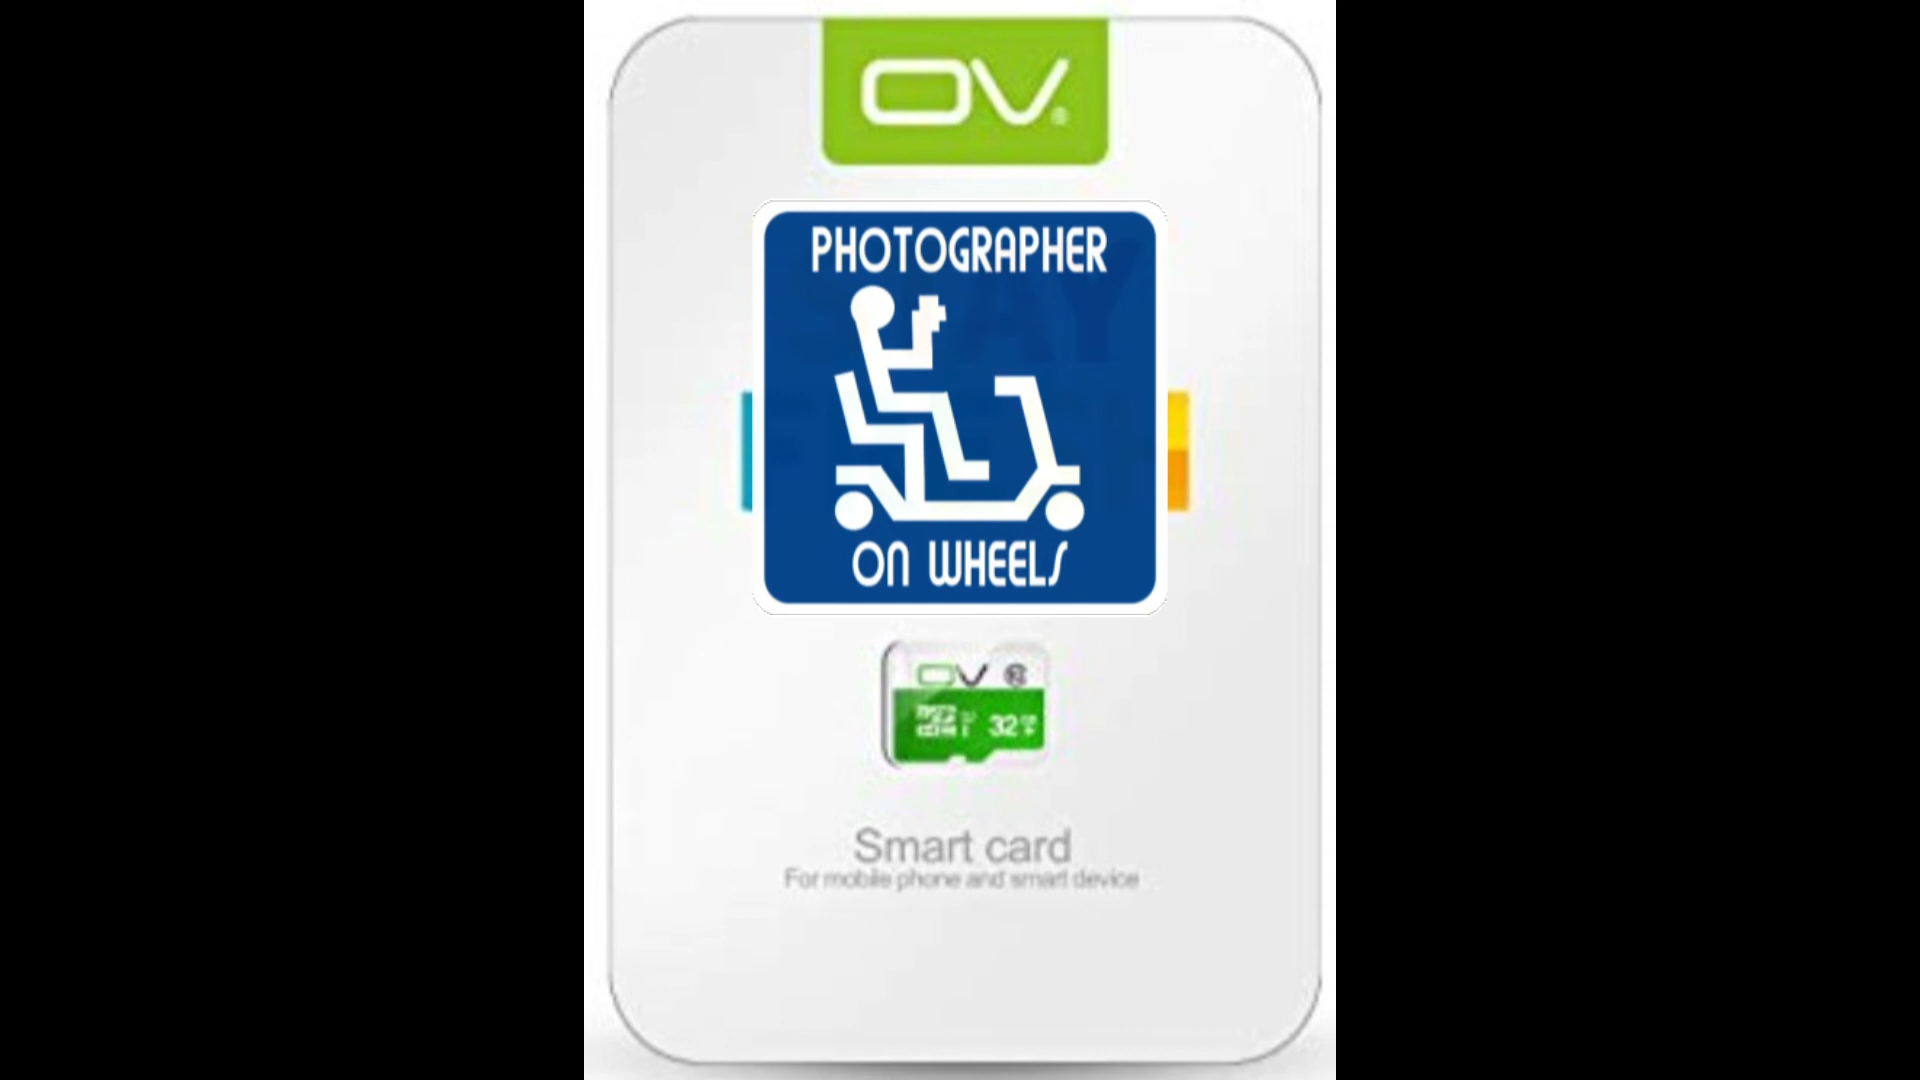 OV®
PHOTOGRAPHER
ON WHEELS
OV
32
Smart card
For mobile phone and smart device